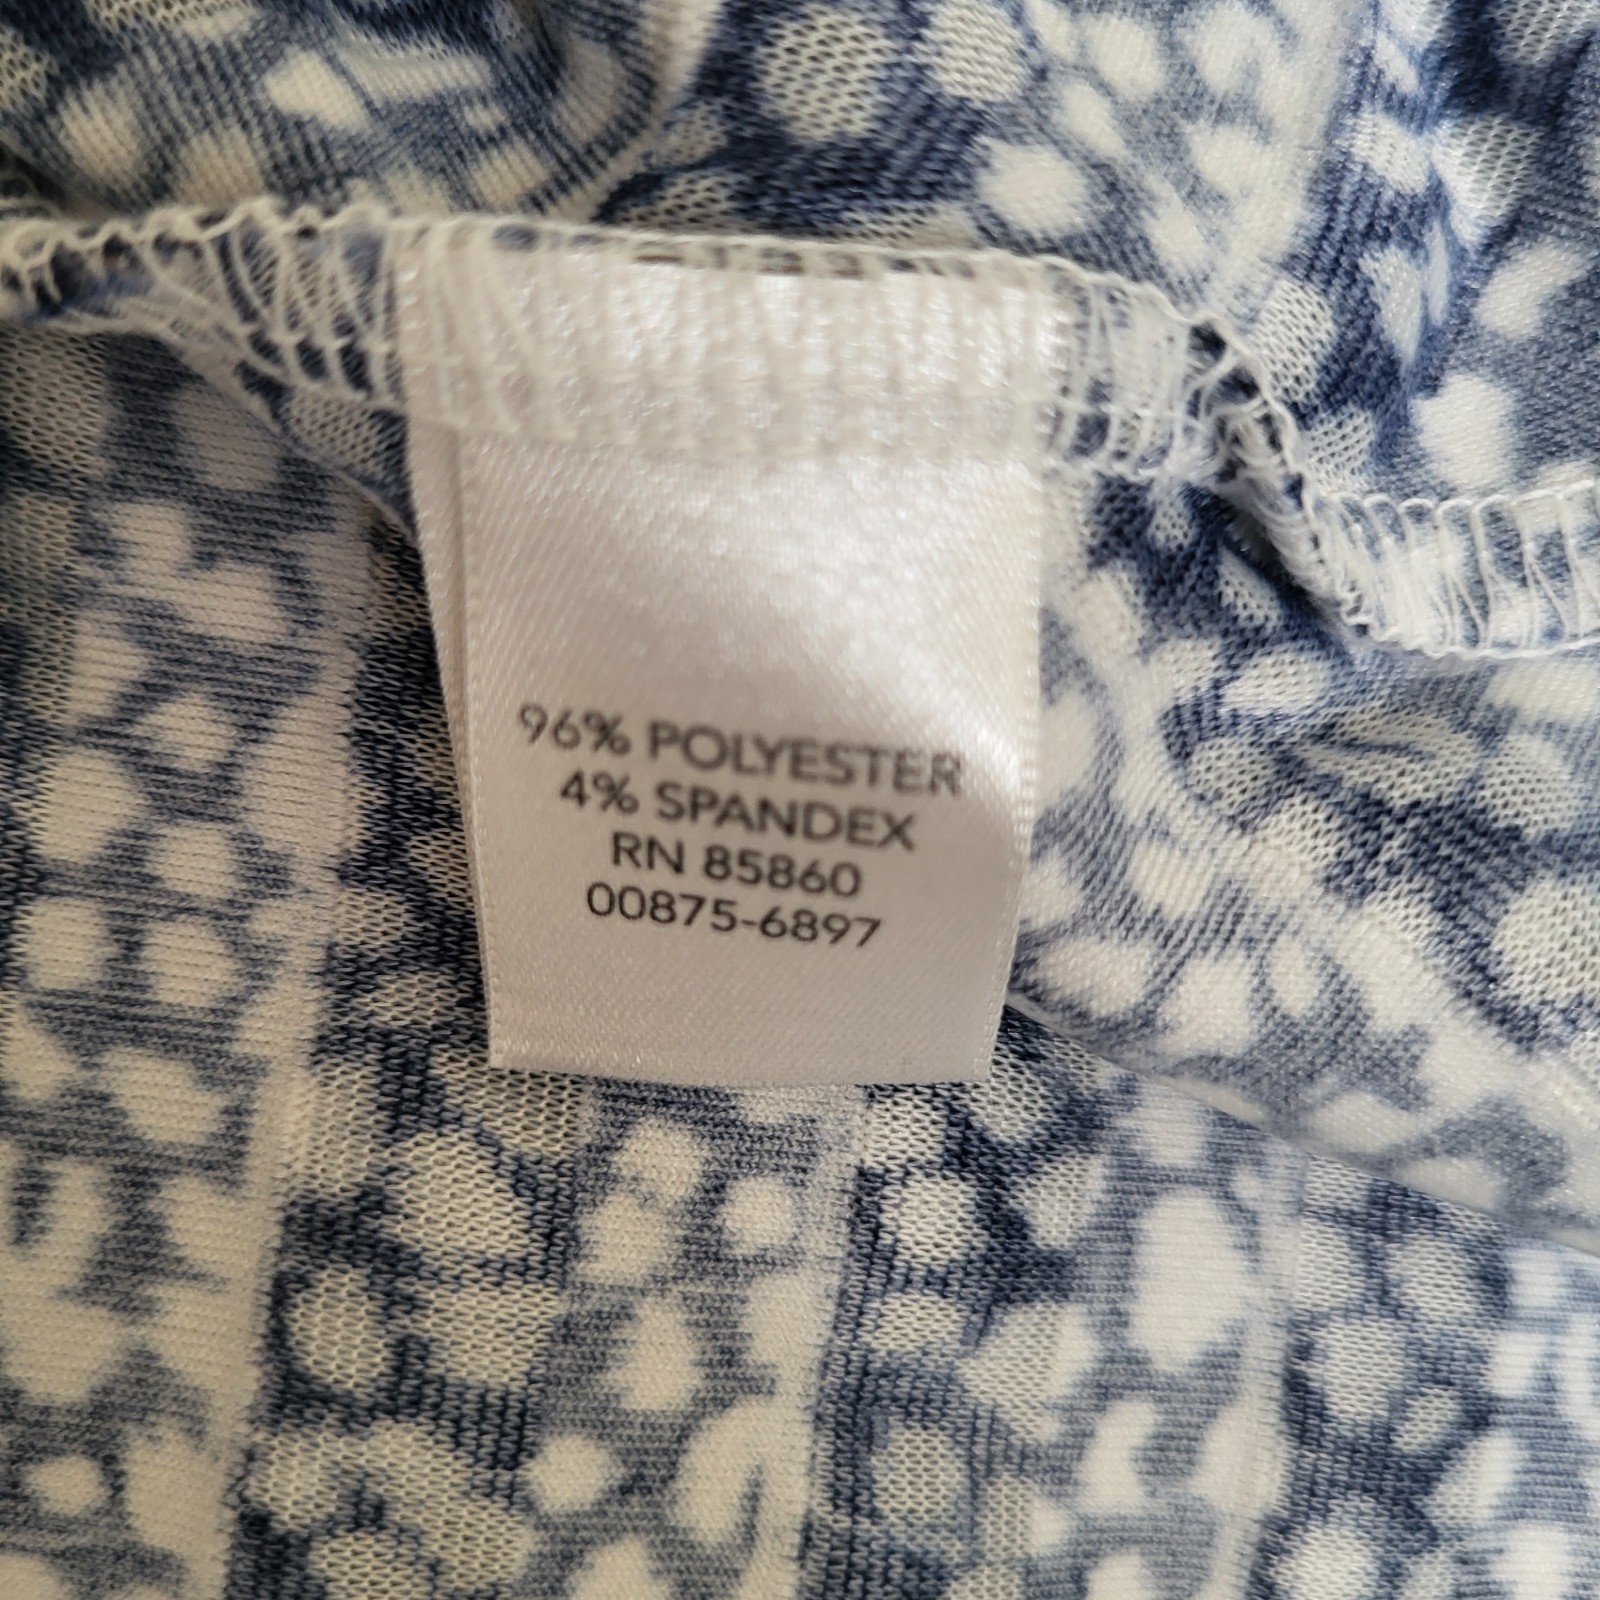 96% POLYESTER
4% SPANDEX
RN 85860
00875-6897